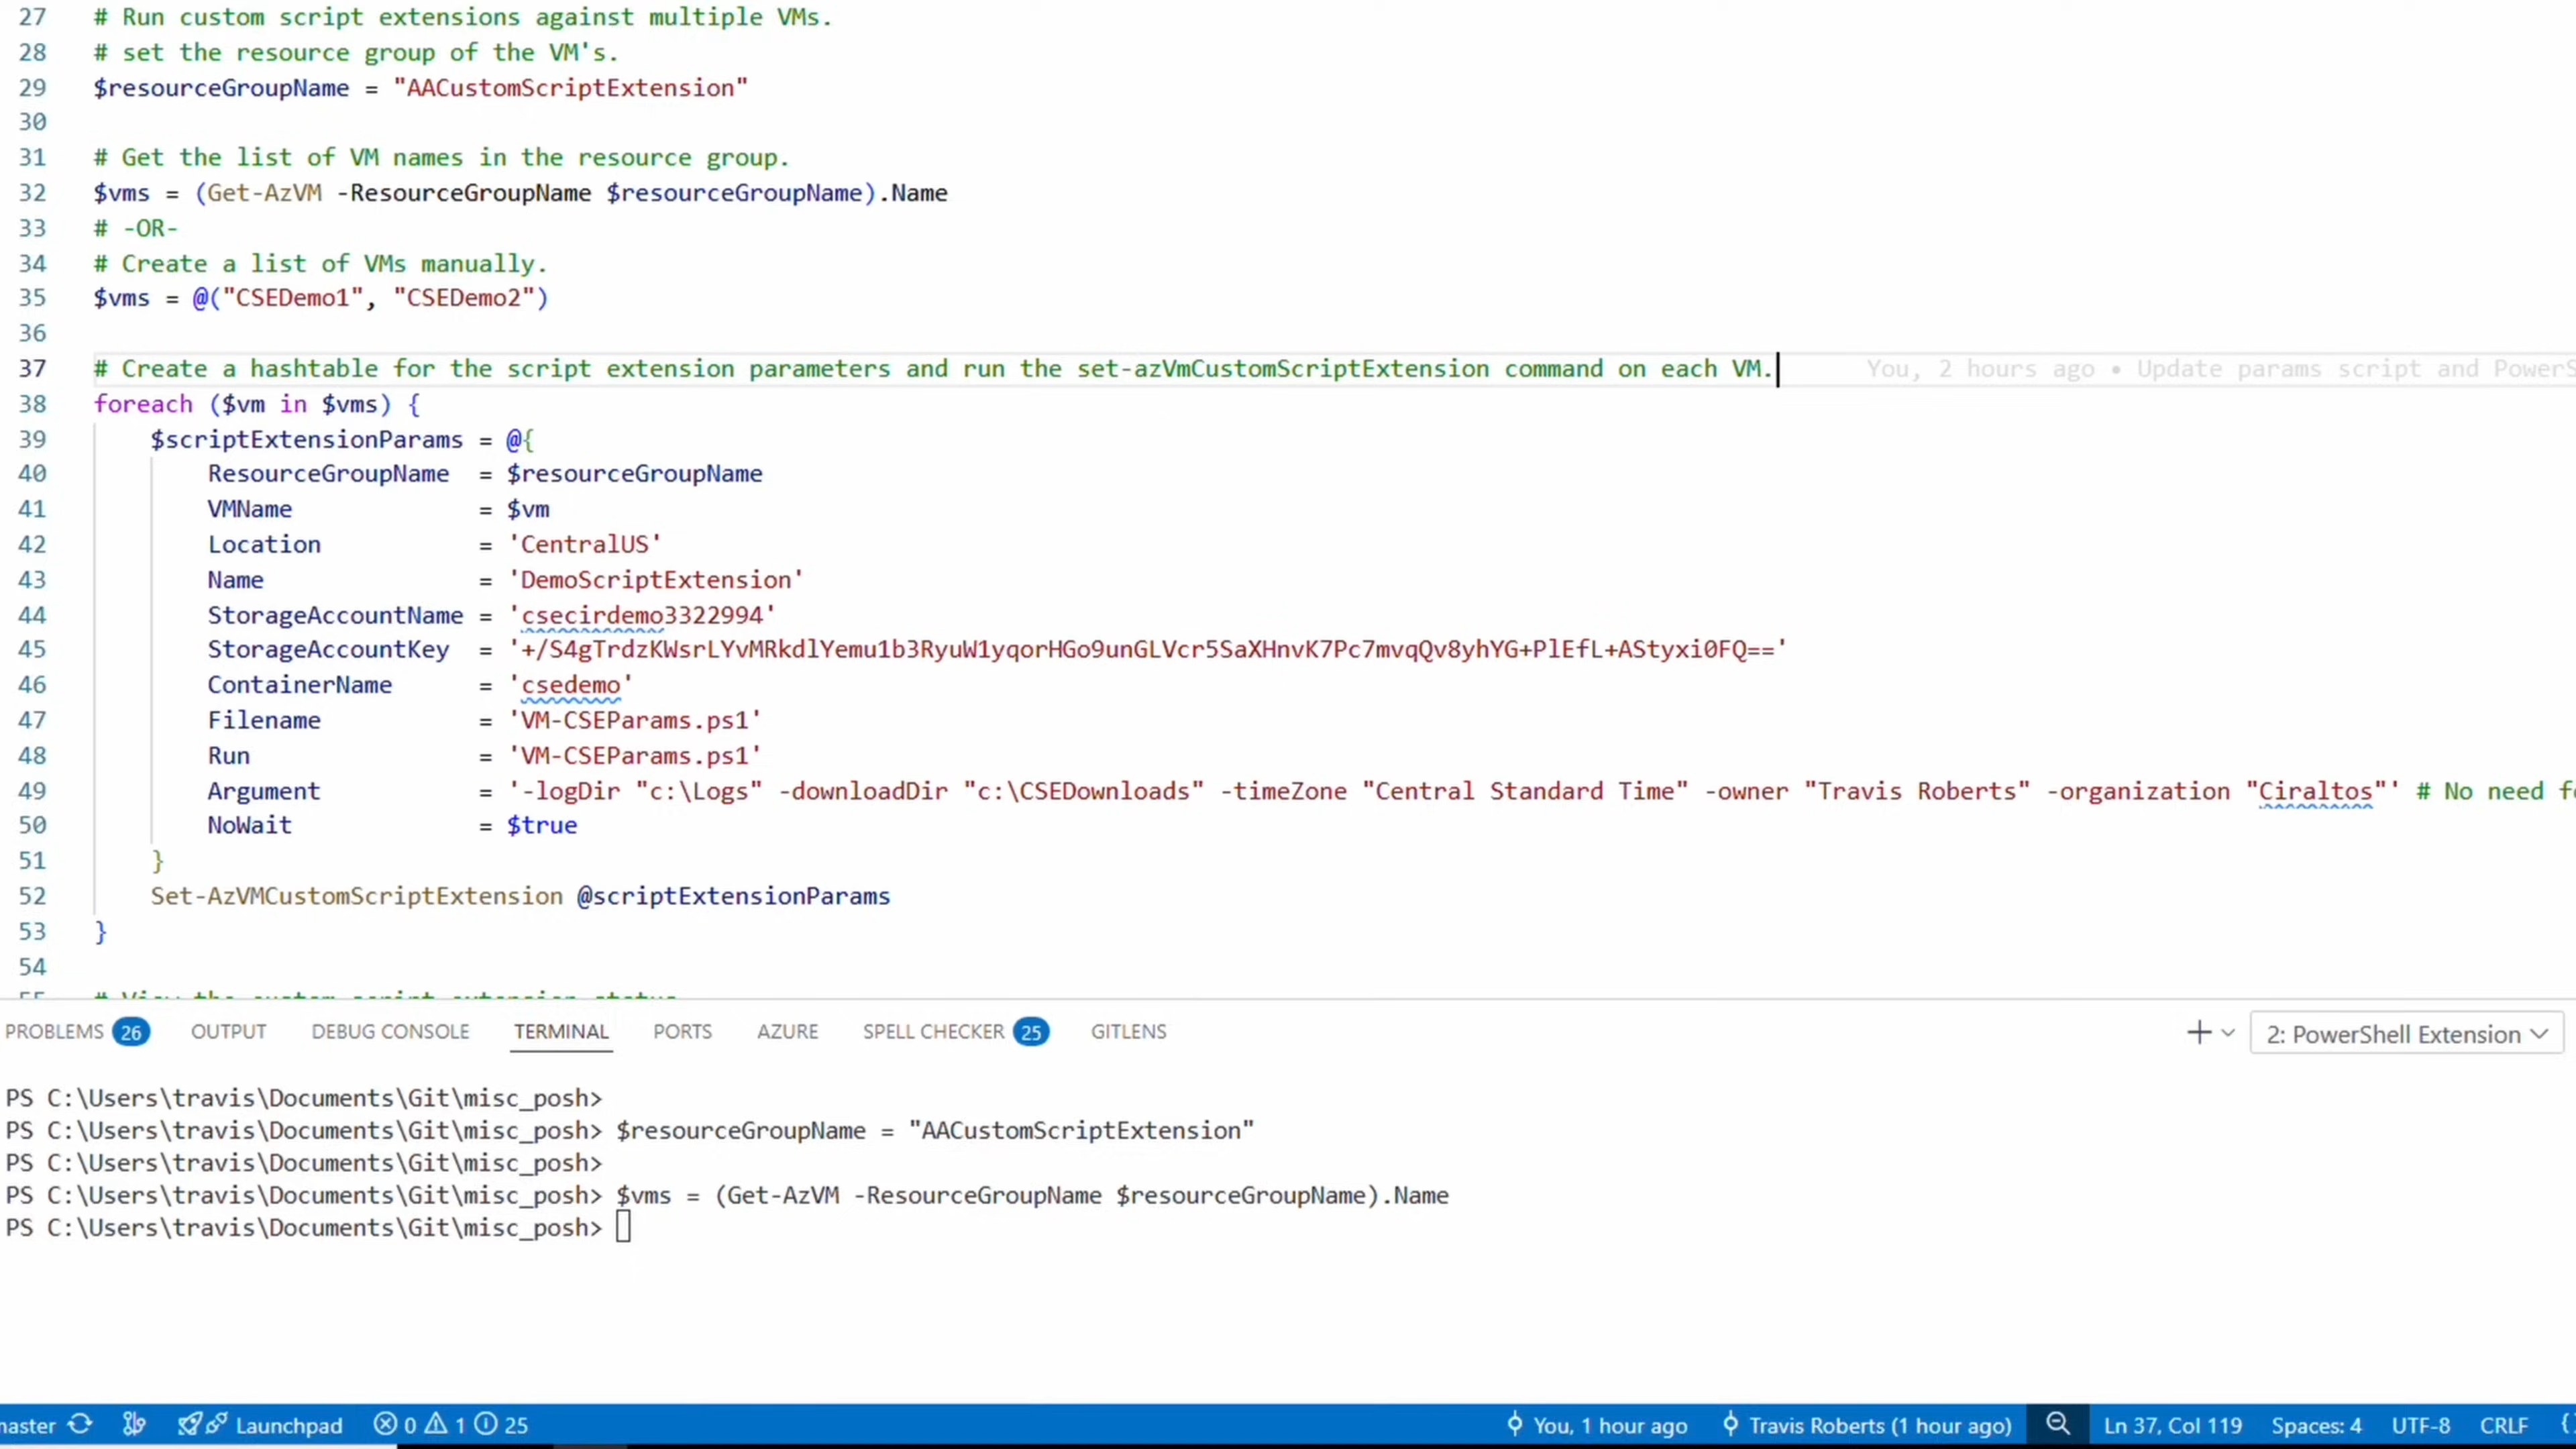 27 # Run custom script extensions against multiple VMs.
28 # set the resource group of the VM's.
29 $resourceGroupName = "AACustomScriptExtension"
30
31 # Get the list of VM names in the resource group.
32 $vms = (Get-AzVM -ResourceGroupName $resourceGroupName).Name
33 # -OR-
34 # Create a list of VMs manually.
35 $vms = @("CSEDemo1", "CSEDemo2")
36
37 # Create a hashtable for the script extension parameters and run the set-azVmCustomScriptExtension command on each VM. You, 2 hours ago • Update params script and PowerS
38 foreach ($vm in $vms) {
39 $scriptExtensionParams = @{
40 ResourceGroupName = $resourceGroupName
41 VMName = $vm
42 Location = 'CentralUS'
43 Name = 'DemoScriptExtension'
44 StorageAccountName = 'csecirdemo3322994'
45 StorageAccountKey = '+/S4gTrdzKWsrLYvMRkdlYemu1b3RyuW1yqorHGo9unGLVcr5SaXHnvK7Pc7mvqQv8yhYG+PlEfL+AStyxi0FQ=='
46 ContainerName = 'csedemo'
47 Filename = 'VM-CSEParams.ps1'
48 Run = 'VM-CSEParams.ps1'
49 Argument = '-logDir "c:\Logs" -downloadDir "c:\CSEDownloads" -timeZone "Central Standard Time" -owner "Travis Roberts" -organization "Ciraltos"' # No need
50 NoWait = $true
51 }
52 Set-AzVMCustomScriptExtension @scriptExtensionParams
53 }
54
55 # View the custom script extension status
PROBLEMS 26 OUTPUT DEBUG CONSOLE TERMINAL PORTS AZURE SPELL CHECKER 25 GITLENS 2: PowerShell Extension
PS C:\Users\travis\Documents\Git\misc_posh>
PS C:\Users\travis\Documents\Git\misc_posh> $resourceGroupName = "AACustomScriptExtension"
PS C:\Users\travis\Documents\Git\misc_posh>
PS C:\Users\travis\Documents\Git\misc_posh> $vms = (Get-AzVM -ResourceGroupName $resourceGroupName).Name
PS C:\Users\travis\Documents\Git\misc_posh>
master Launchpad 0 1 25 You, 1 hour ago Travis Roberts (1 hour ago) Ln 37, Col 119 Spaces: 4 UTF-8 CRLF {